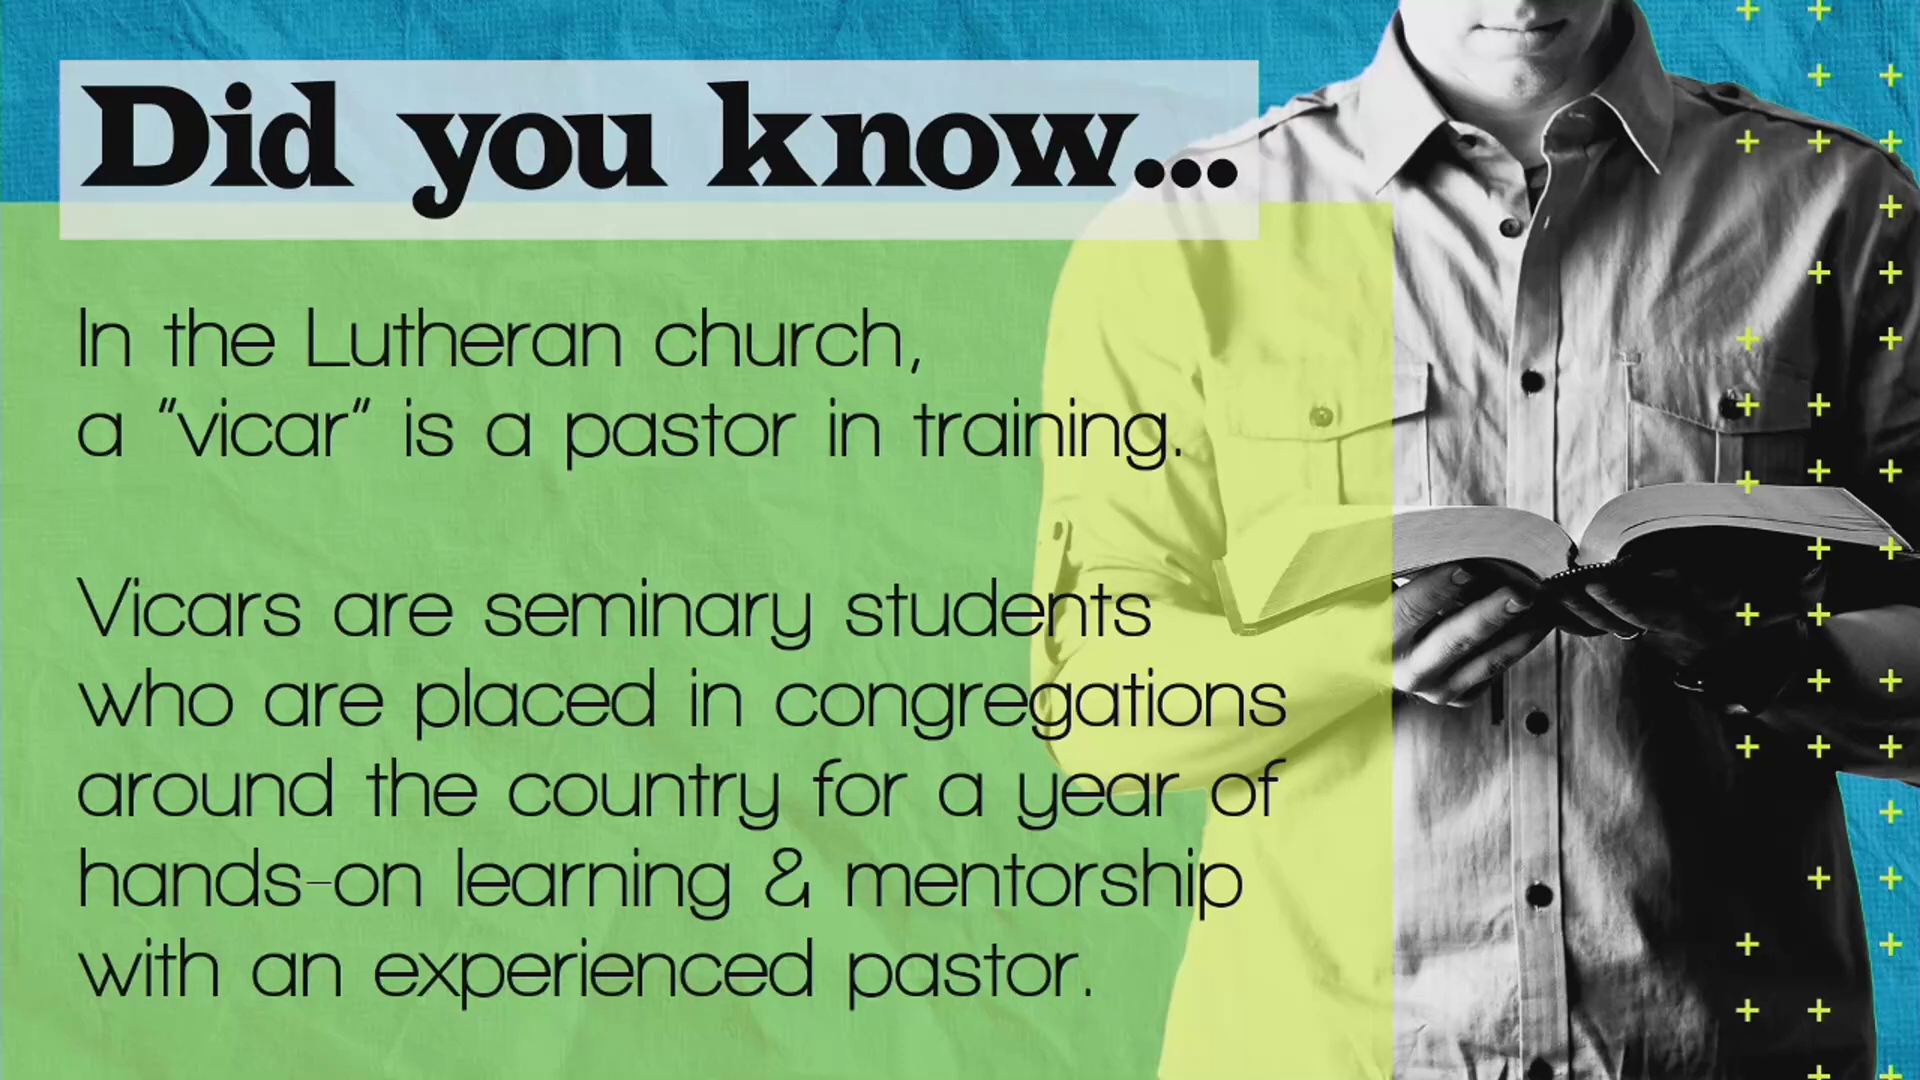 Did you know...
In the Lutheran church,
a "vicar" is a pastor in training.
Vicars are seminary students
who are placed in congregations
around the country for a year of
hands-on learning & mentorship
with an experienced pastor.